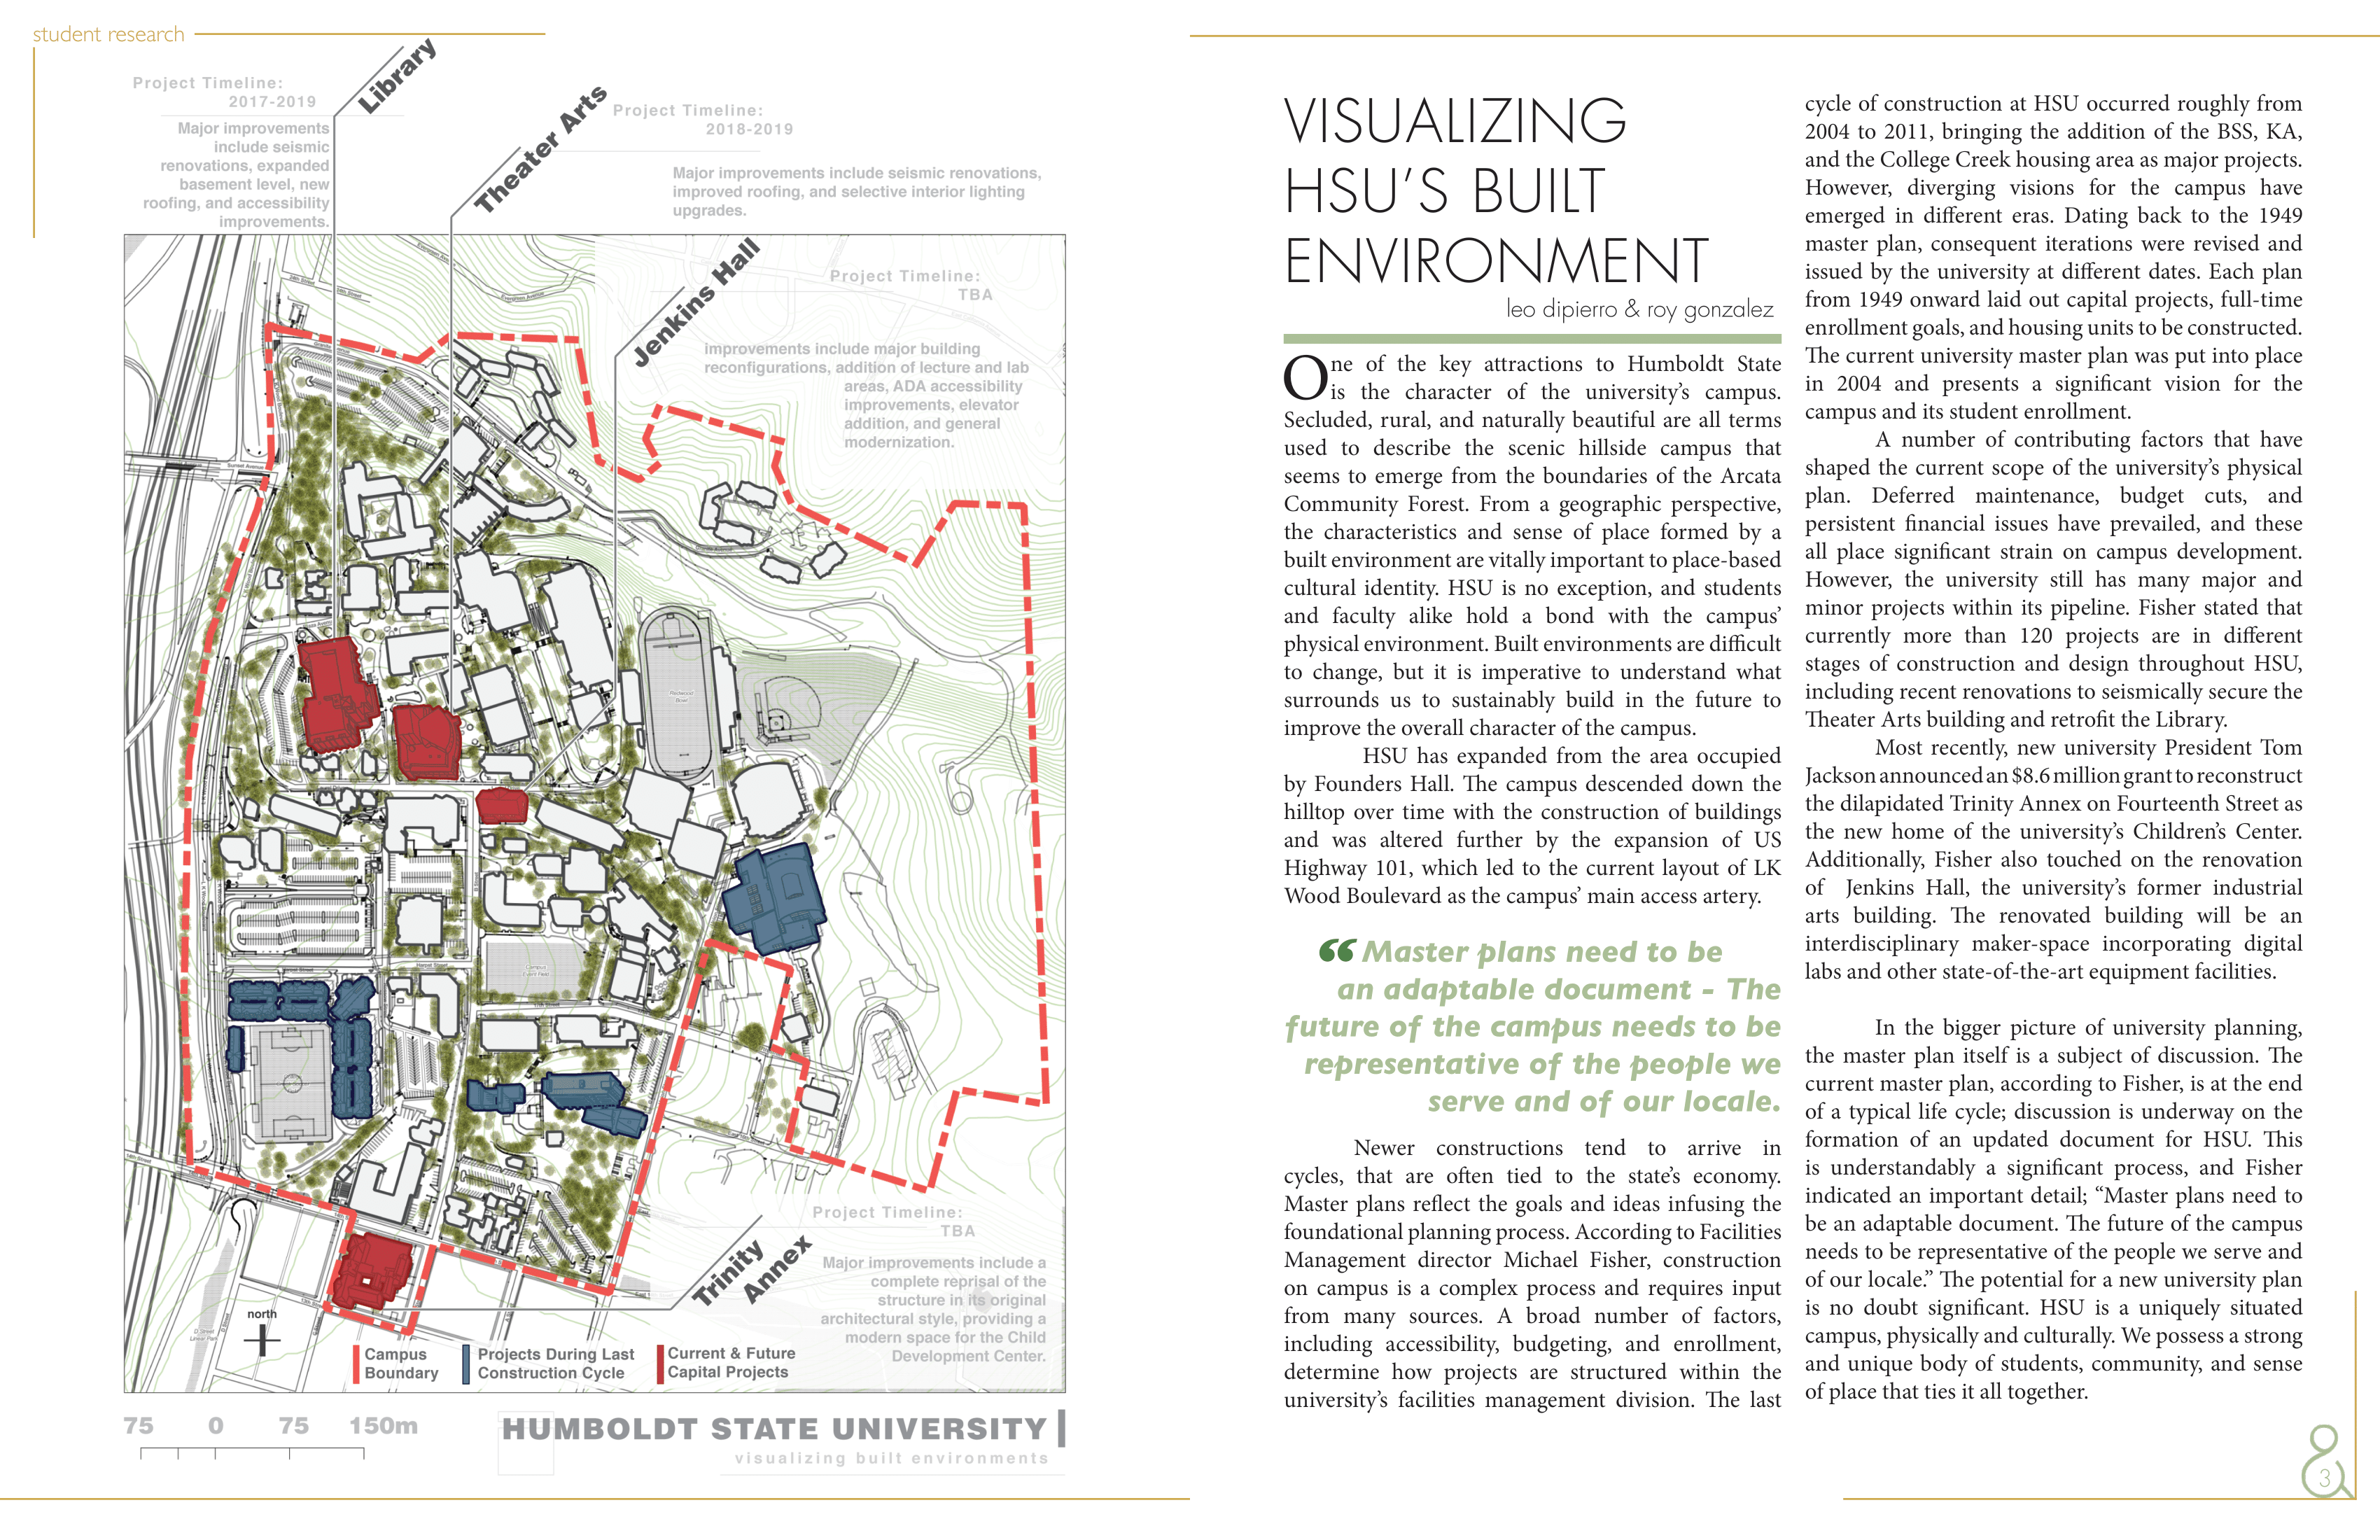 student research
Project Timeline:
2017-2019
Major improvements
include seismic
renovations, expanded
basement level, new
roofing, and accessibility
improvements.
Library
Theater Arts
Project Timeline:
2018-2019
Major improvements include seismic renovations,
improved roofing, and selective interior lighting
upgrades.
Jenkins Hall
Project Timeline:
TBA
improvements include major building
reconfigurations, addition of lecture and lab
areas, ADA accessibility
improvements, elevator
addition, and general
modernization.
Sunset Avenue
Redwood
Bowl
Campus
Event Field
Project Timeline:
TBA
Trinity
Annex
Major improvements include a
complete reprisal of the
structure in its original
architectural style, providing a
modern space for the Child
Development Center.
north
Campus
Boundary
Projects During Last
Construction Cycle
Current & Future
Capital Projects
75 0 75 150m
HUMBOLDT STATE UNIVERSITY
visualizing built environments
VISUALIZING
HSU'S BUILT
ENVIRONMENT
leo dipierro & roy gonzalez
One of the key attractions to Humboldt State
is the character of the university's campus.
Secluded, rural, and naturally beautiful are all terms
used to describe the scenic hillside campus that
seems to emerge from the boundaries of the Arcata
Community Forest. From a geographic perspective,
the characteristics and sense of place formed by a
built environment are vitally important to place-based
cultural identity. HSU is no exception, and students
and faculty alike hold a bond with the campus'
physical environment. Built environments are difficult
to change, but it is imperative to understand what
surrounds us to sustainably build in the future to
improve the overall character of the campus.
HSU has expanded from the area occupied
by Founders Hall. The campus descended down the
hilltop over time with the construction of buildings
and was altered further by the expansion of US
Highway 101, which led to the current layout of LK
Wood Boulevard as the campus' main access artery.
“ Master plans need to be
an adaptable document - The
future of the campus needs to be
representative of the people we
serve and of our locale.
Newer constructions tend to arrive in
cycles, that are often tied to the state's economy.
Master plans reflect the goals and ideas infusing the
foundational planning process. According to Facilities
Management director Michael Fisher, construction
on campus is a complex process and requires input
from many sources. A broad number of factors,
including accessibility, budgeting, and enrollment,
determine how projects are structured within the
university's facilities management division. The last
cycle of construction at HSU occurred roughly from
2004 to 2011, bringing the addition of the BSS, KA,
and the College Creek housing area as major projects.
However, diverging visions for the campus have
emerged in different eras. Dating back to the 1949
master plan, consequent iterations were revised and
issued by the university at different dates. Each plan
from 1949 onward laid out capital projects, full-time
enrollment goals, and housing units to be constructed.
The current university master plan was put into place
in 2004 and presents a significant vision for the
campus and its student enrollment.
A number of contributing factors that have
shaped the current scope of the university's physical
plan. Deferred maintenance, budget cuts, and
persistent financial issues have prevailed, and these
all place significant strain on campus development.
However, the university still has many major and
minor projects within its pipeline. Fisher stated that
currently more than 120 projects are in different
stages of construction and design throughout HSU,
including recent renovations to seismically secure the
Theater Arts building and retrofit the Library.
Most recently, new university President Tom
Jackson announced an $8.6 million grant to reconstruct
the dilapidated Trinity Annex on Fourteenth Street as
the new home of the university's Children's Center.
Additionally, Fisher also touched on the renovation
of Jenkins Hall, the university's former industrial
arts building. The renovated building will be an
interdisciplinary maker-space incorporating digital
labs and other state-of-the-art equipment facilities.
In the bigger picture of university planning,
the master plan itself is a subject of discussion. The
current master plan, according to Fisher, is at the end
of a typical life cycle; discussion is underway on the
formation of an updated document for HSU. This
is understandably a significant process, and Fisher
indicated an important detail; “Master plans need to
be an adaptable document. The future of the campus
needs to be representative of the people we serve and
of our locale.” The potential for a new university plan
is no doubt significant. HSU is a uniquely situated
campus, physically and culturally. We possess a strong
and unique body of students, community, and sense
of place that ties it all together.
3